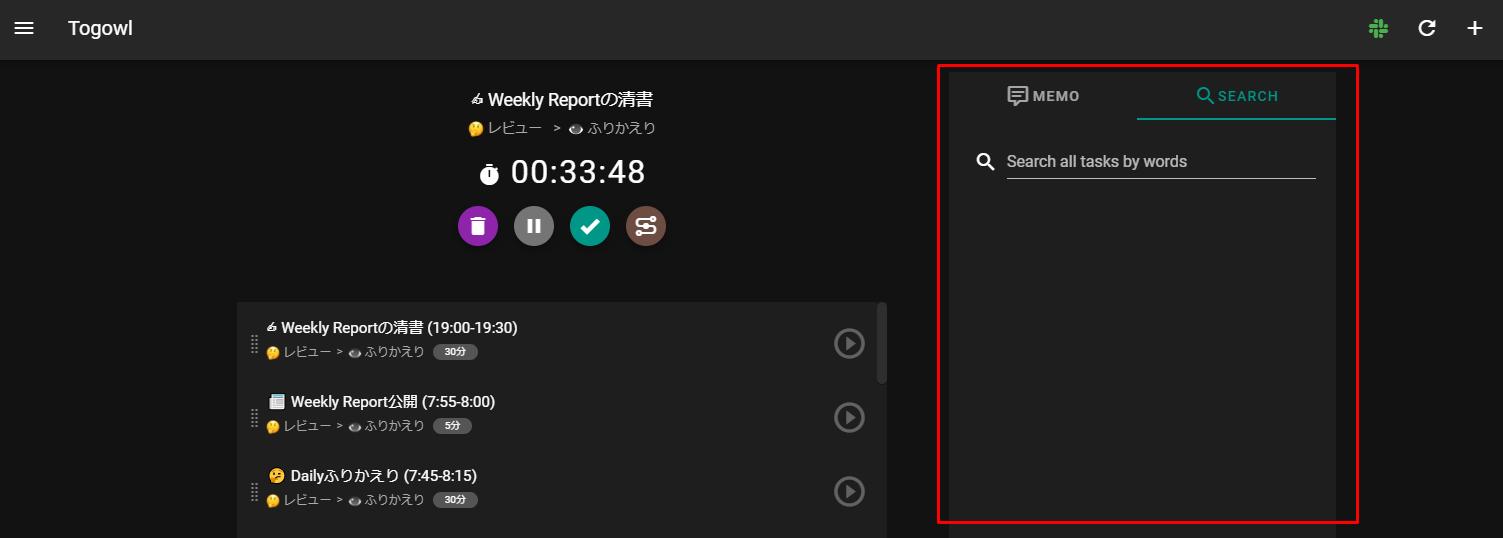 Togowl
✍ Weekly Reportの清書
🤔 レビュー > 👁 ふりかえり
00:33:48
✍ Weekly Reportの清書 (19:00-19:30)
🤔 レビュー > 👁 ふりかえり 30分
📰 Weekly Report公開 (7:55-8:00)
🤔 レビュー > 👁 ふりかえり 5分
🤔 Dailyふりかえり (7:45-8:15)
🤔 レビュー > 👁 ふりかえり 30分
MEMO
SEARCH
Search all tasks by words